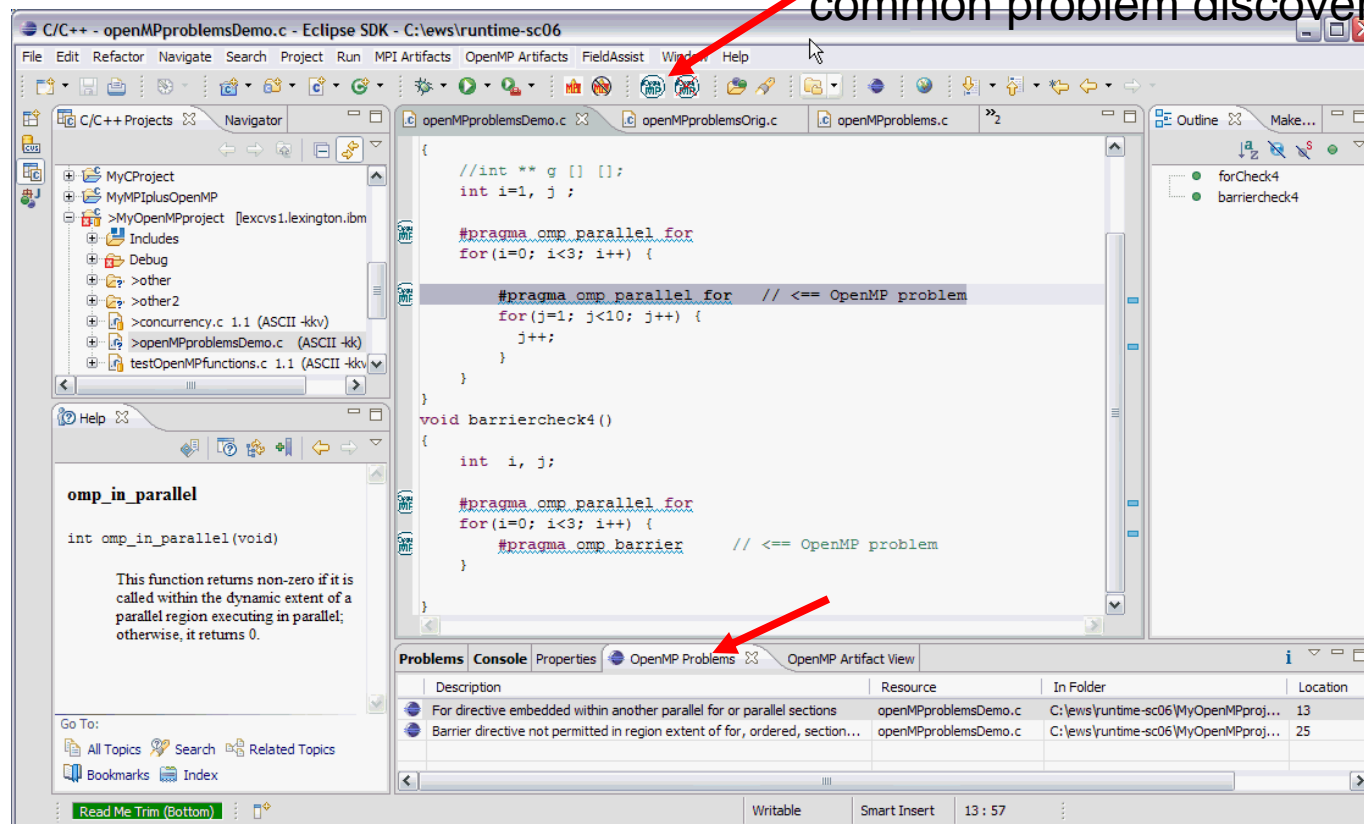 common problem discover
C/C++ - openMPproblemsDemo.c - Eclipse SDK - C:\ews\runtime-sc06
File Edit Refactor Navigate Search Project Run MPI Artifacts OpenMP Artifacts FieldAssist Window Help
C/C++ Projects Navigator
openMPproblemsDemo.c openMPproblemsOrig.c openMPproblems.c »2
Outline Make...
MyCProject
MyMPIplusOpenMP
>MyOpenMPproject [lexcvs1.lexington.ibm
Includes
Debug
>other
>other2
>concurrency.c 1.1 (ASCII -kkv)
>openMPproblemsDemo.c (ASCII -kk)
testOpenMPfunctions.c 1.1 (ASCII -kkv
{
//int ** g [] [];
int i=1, j ;
#pragma omp parallel for
for(i=0; i<3; i++) {
#pragma omp parallel for // <== OpenMP problem
for(j=1; j<10; j++) {
j++;
}
}
}
void barriercheck4()
{
int i, j;
#pragma omp parallel for
for(i=0; i<3; i++) {
#pragma omp barrier // <== OpenMP problem
}
}
forCheck4
barriercheck4
Help
omp_in_parallel
int omp_in_parallel(void)
This function returns non-zero if it is
called within the dynamic extent of a
parallel region executing in parallel;
otherwise, it returns 0.
Go To:
All Topics Search Related Topics
Bookmarks Index
Problems Console Properties OpenMP Problems OpenMP Artifact View
Description Resource In Folder Location
For directive embedded within another parallel for or parallel sections openMPproblemsDemo.c C:\ews\runtime-sc06\MyOpenMPproj... 13
Barrier directive not permitted in region extent of for, ordered, section... openMPproblemsDemo.c C:\ews\runtime-sc06\MyOpenMPproj... 25
Read Me Trim (Bottom) Writable Smart Insert 13 : 57